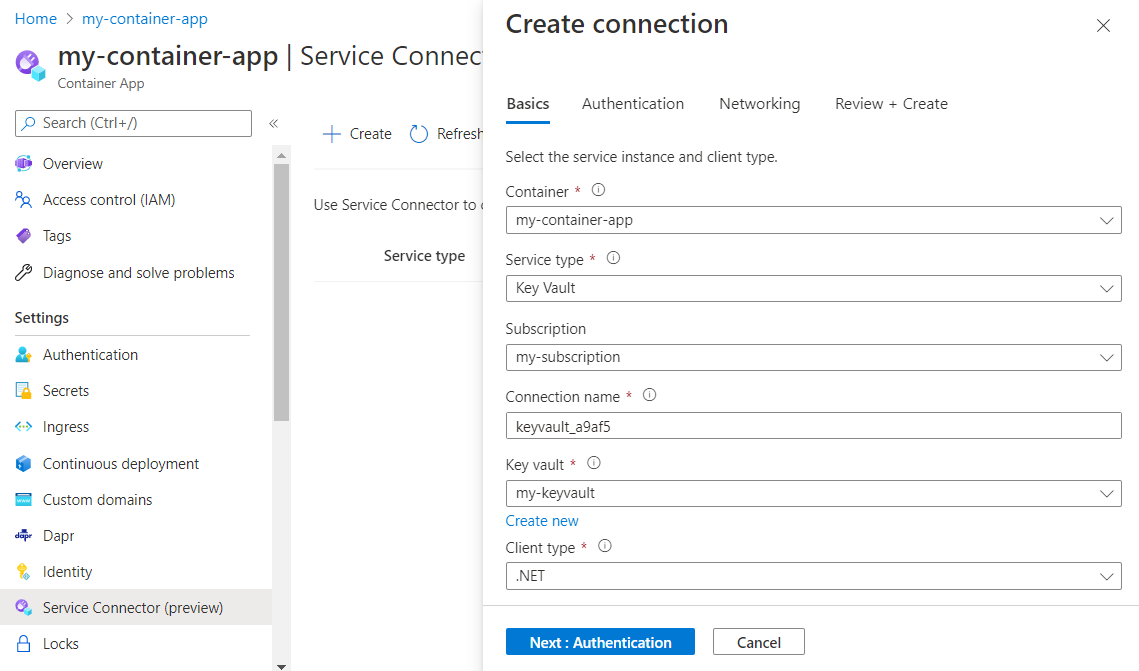 Home > my-container-app
my-container-app | Service Connec
Container App
Search (Ctrl+/)
«
Overview
Access control (IAM)
Tags
Diagnose and solve problems
Settings
Authentication
Secrets
Ingress
Continuous deployment
Custom domains
Dapr
Identity
Service Connector (preview)
Locks
Create
Refresh
Use Service Connector to
Service type
Create connection
Basics
Authentication
Networking
Review + Create
Select the service instance and client type.
Container *
my-container-app
Service type *
Key Vault
Subscription
my-subscription
Connection name *
keyvault_a9af5
Key vault *
my-keyvault
Create new
Client type *
.NET
Next : Authentication
Cancel